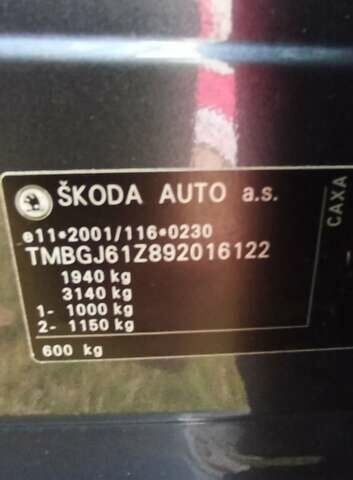 ŠKODA AUTO a.s.
e11*2001/116*0230
TMBGJ61Z892016122
1940 kg
3140 kg
1- 1000 kg
2- 1150 kg
600 kg
CAXA